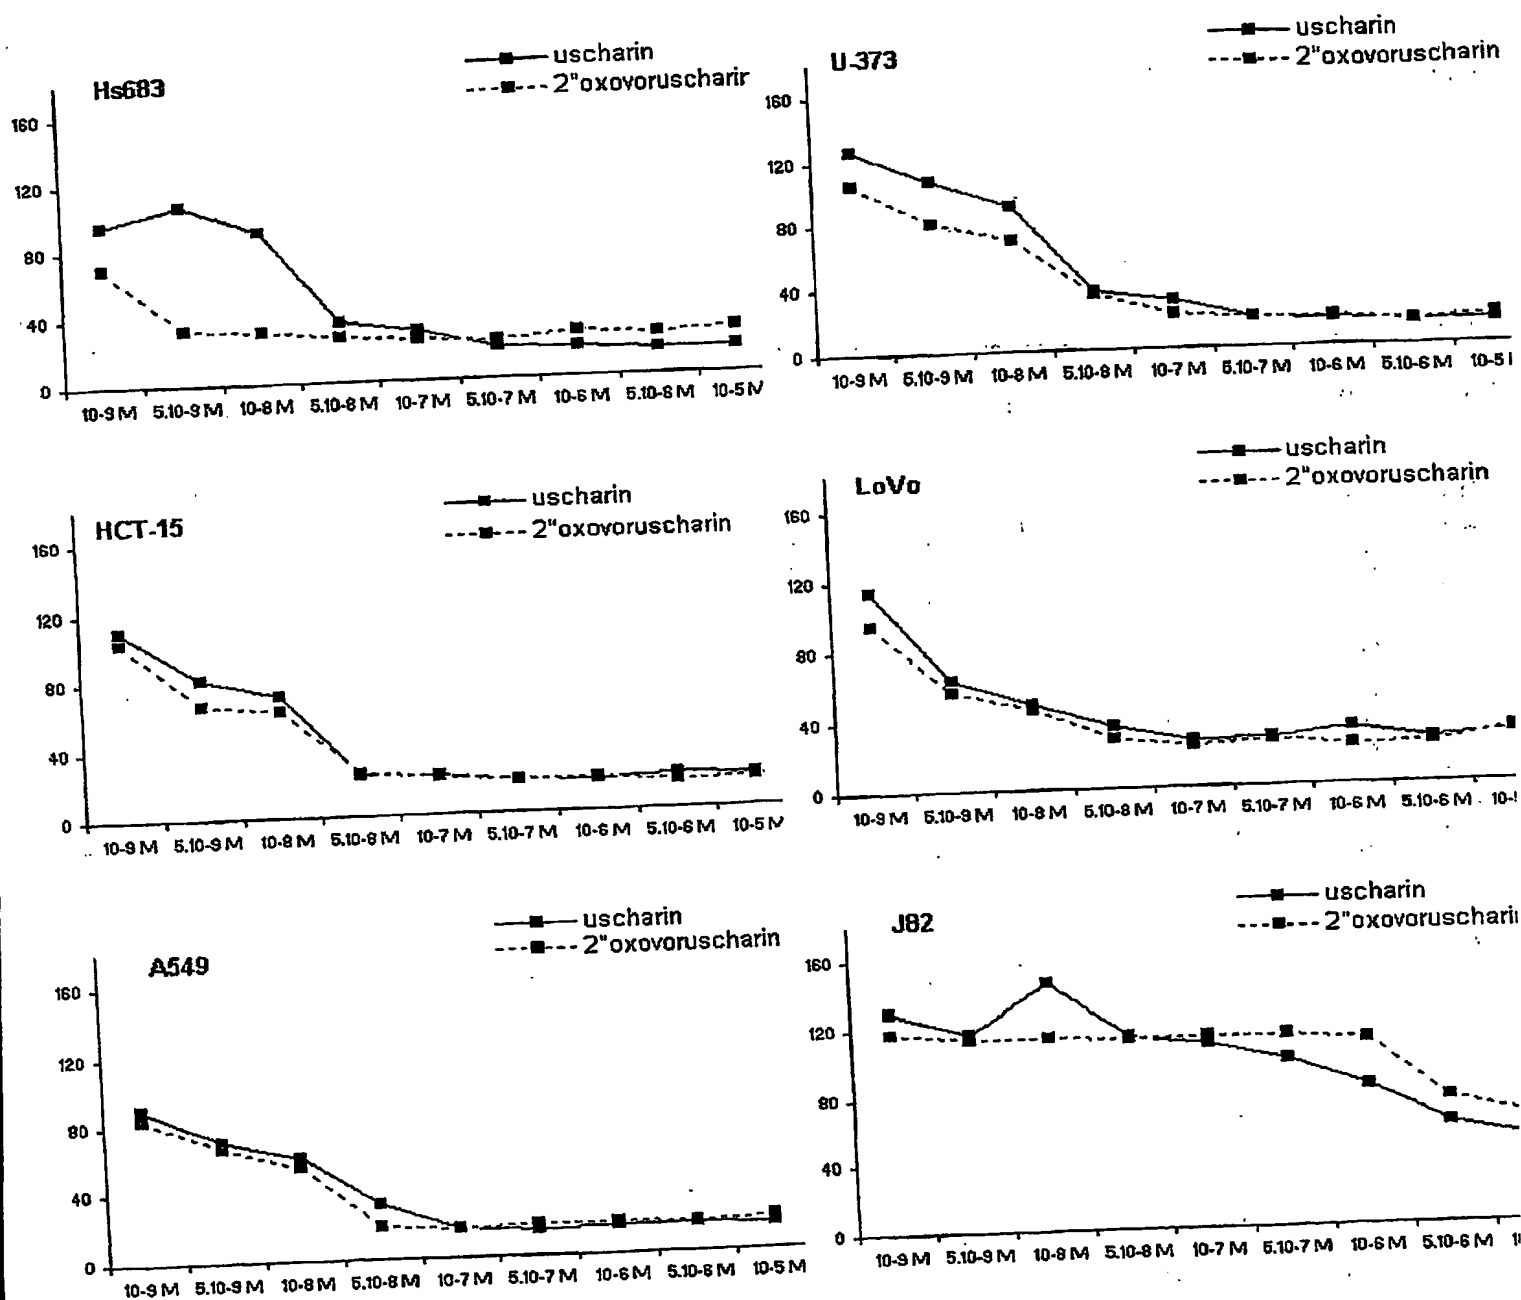 Hs683
uscharin
2"oxovoruscharir
160
120
80
40
0
10-9 M 5.10-9 M 10-8 M 5.10-8 M 10-7 M 5.10-7 M 10-6 M 5.10-6 M 10-5 M
U-373
uscharin
2"oxovoruscharin
160
120
80
40
0
10-9 M 5.10-9 M 10-8 M 5.10-8 M 10-7 M 5.10-7 M 10-6 M 5.10-6 M 10-5 I
HCT-15
uscharin
2"oxovoruscharin
160
120
80
40
0
10-9 M 5.10-9 M 10-8 M 5.10-8 M 10-7 M 5.10-7 M 10-6 M 5.10-6 M 10-5 M
LoVo
uscharin
2"oxovoruscharin
160
120
80
40
0
10-9 M 5.10-9 M 10-8 M 5.10-8 M 10-7 M 5.10-7 M 10-6 M 5.10-6 M
A549
uscharin
2"oxovoruscharin
160
120
80
40
0
10-9 M 5.10-9 M 10-8 M 5.10-8 M 10-7 M 5.10-7 M 10-6 M 5.10-6 M 10-5 M
J82
uscharin
2"oxovoruscharii
160
120
80
40
0
10-9 M 5.10-9 M 10-8 M 5.10-8 M 10-7 M 5.10-7 M 10-6 M 5.10-6 M